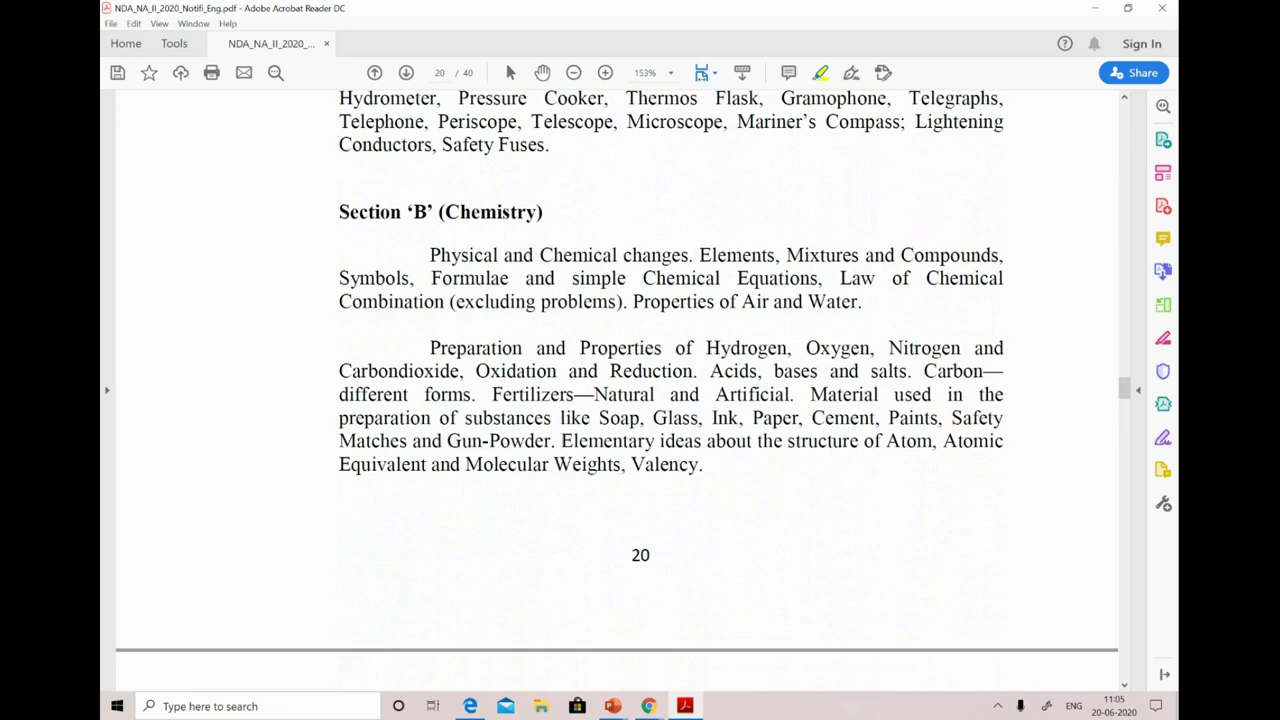 NDA_NA_II_2020_Notifi_Eng.pdf - Adobe Acrobat Reader DC
File Edit View Window Help
Home Tools NDA_NA_II_2020_... × Sign In
20 / 40 153% Share
Hydrometer, Pressure Cooker, Thermos Flask, Gramophone, Telegraphs,
Telephone, Periscope, Telescope, Microscope, Mariner's Compass; Lightening
Conductors, Safety Fuses.
Section ‘B’ (Chemistry)
Physical and Chemical changes. Elements, Mixtures and Compounds,
Symbols, Formulae and simple Chemical Equations, Law of Chemical
Combination (excluding problems). Properties of Air and Water.
Preparation and Properties of Hydrogen, Oxygen, Nitrogen and
Carbondioxide, Oxidation and Reduction. Acids, bases and salts. Carbon—
different forms. Fertilizers—Natural and Artificial. Material used in the
preparation of substances like Soap, Glass, Ink, Paper, Cement, Paints, Safety
Matches and Gun-Powder. Elementary ideas about the structure of Atom, Atomic
Equivalent and Molecular Weights, Valency.
20
Type here to search
ENG
11:05
20-06-2020